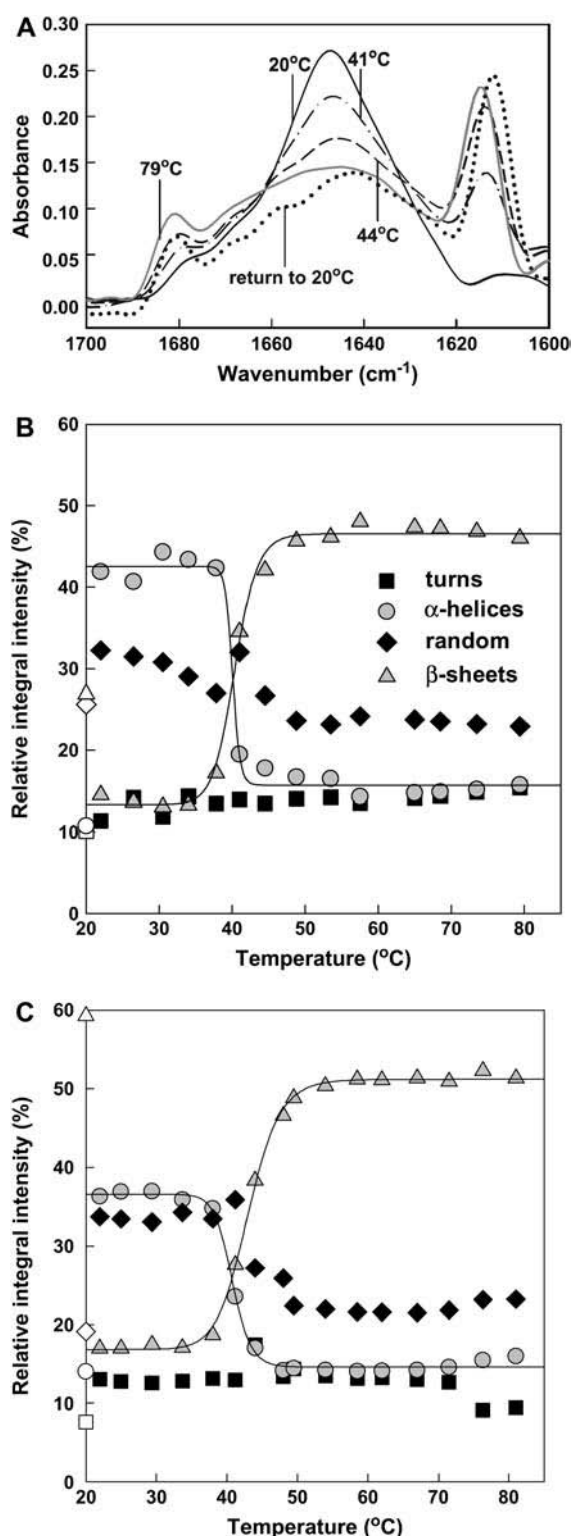 A
0.30
0.25
0.20
0.15
0.10
0.05
0.00
Absorbance
20°C
41°C
79°C
44°C
return to 20°C
1700
1680
1660
1640
1620
1600
Wavenumber (cm-1)
B
60
50
40
30
20
10
0
Relative integral intensity (%)
turns
α-helices
random
β-sheets
20
30
40
50
60
70
80
Temperature (°C)
C
60
50
40
30
20
10
0
Relative integral intensity (%)
20
30
40
50
60
70
80
Temperature (°C)